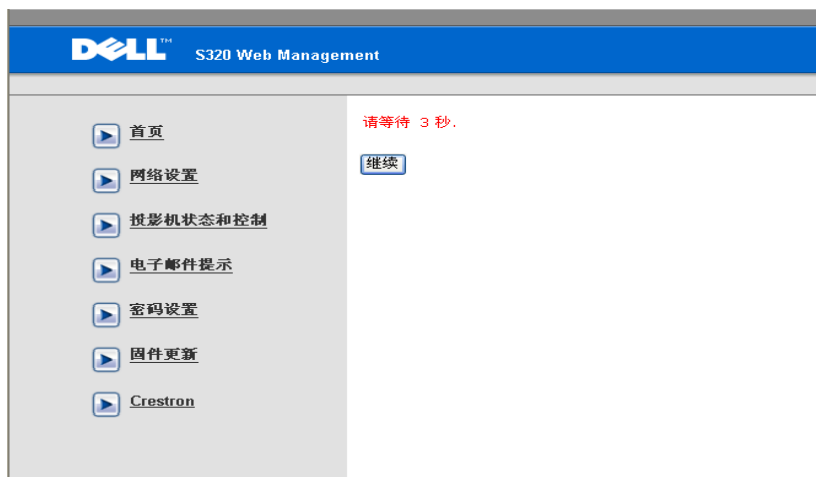 DELL™ S320 Web Management
首页
网络设置
投影机状态和控制
电子邮件提示
密码设置
固件更新
Crestron
请等待 3 秒.
继续